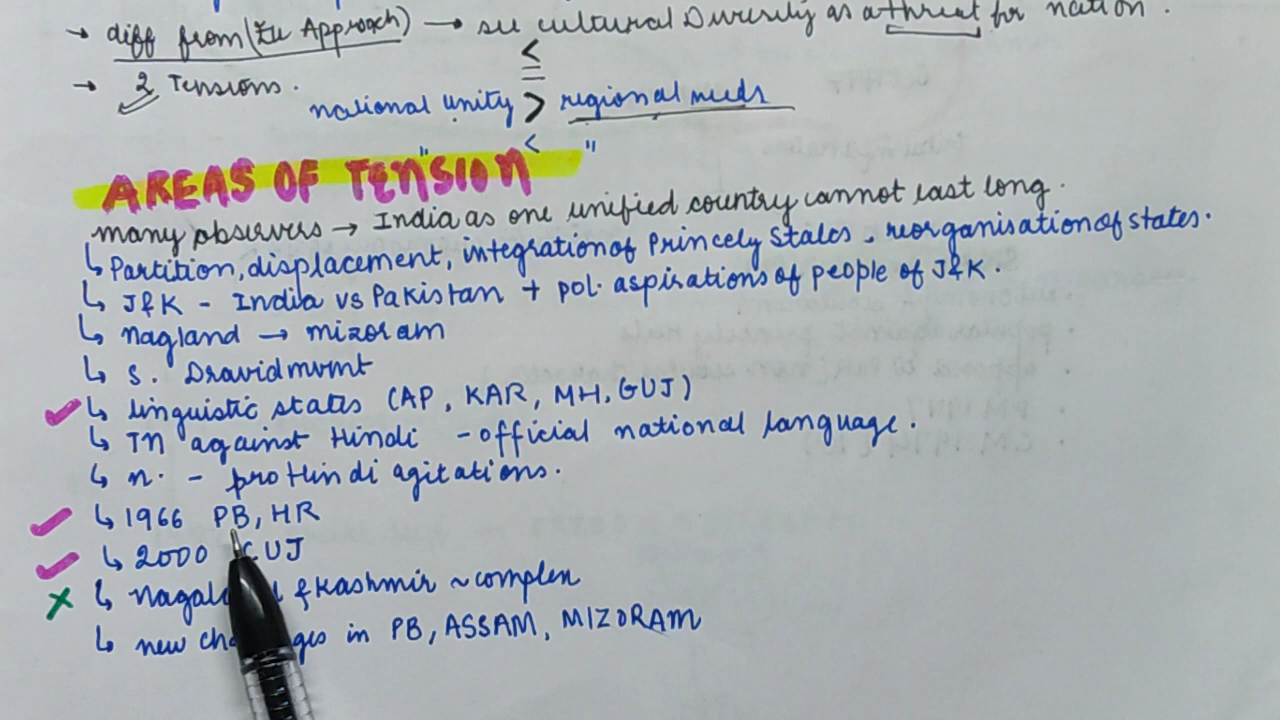 → diff from (Eu Approach) → see cultural Diversity as a threat for nation.
→ 2 Tensions. < =
national unity > regional needs
" < "
AREAS OF TENSION
many observers → India as one unified country cannot last long.
↳ Partition, displacement, integration of Princely States. reorganisation of states.
↳ J&K - India vs Pakistan + pol. aspirations of people of J&K.
↳ nagland → mizoram
↳ S. Dravid mvmt
✓ ↳ linguistic states (AP, KAR, MH, GUJ)
↳ TN against Hindi - official national language.
↳ n. - pro Hindi agitations.
✓ ↳ 1966 PB, HR
✓ ↳ 2000 GUJ
x ↳ & Kashmir ~ complex
↳ new in PB, ASSAM, MIZORAM